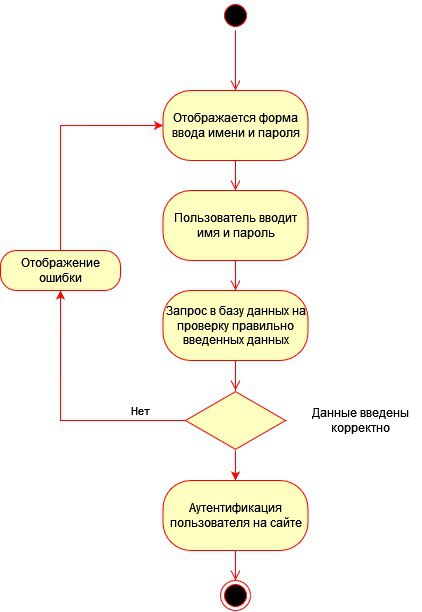 Отображается форма
ввода имени и пароля
Пользователь вводит
имя и пароль
Отображение
ошибки
Запрос в базу данных на
проверку правильно
введенных данных
Нет
Данные введены
корректно
Аутентификация
пользователя на сайте